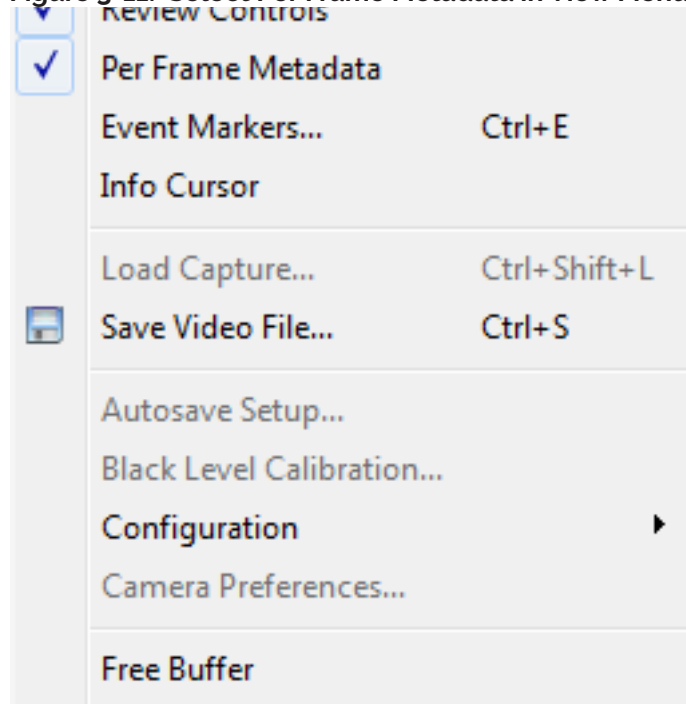 Review Controls
Per Frame Metadata
Event Markers... Ctrl+E
Info Cursor
Load Capture... Ctrl+Shift+L
Save Video File... Ctrl+S
Autosave Setup...
Black Level Calibration...
Configuration
Camera Preferences...
Free Buffer